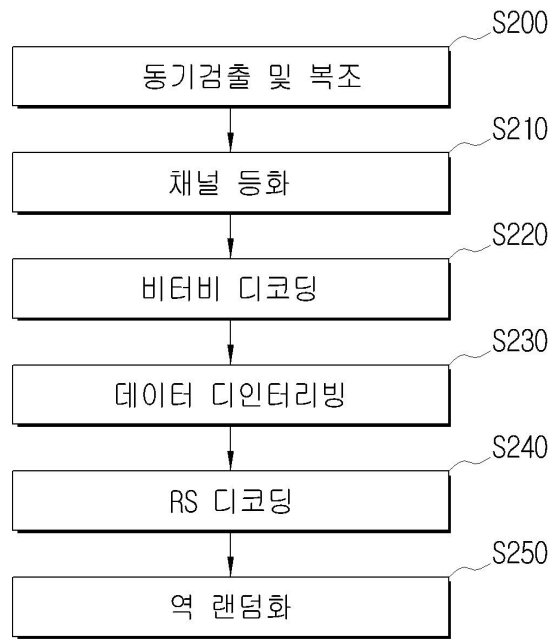 S200
동기검출 및 복조
S210
채널 등화
S220
비터비 디코딩
S230
데이터 디인터리빙
S240
RS 디코딩
S250
역 랜덤화